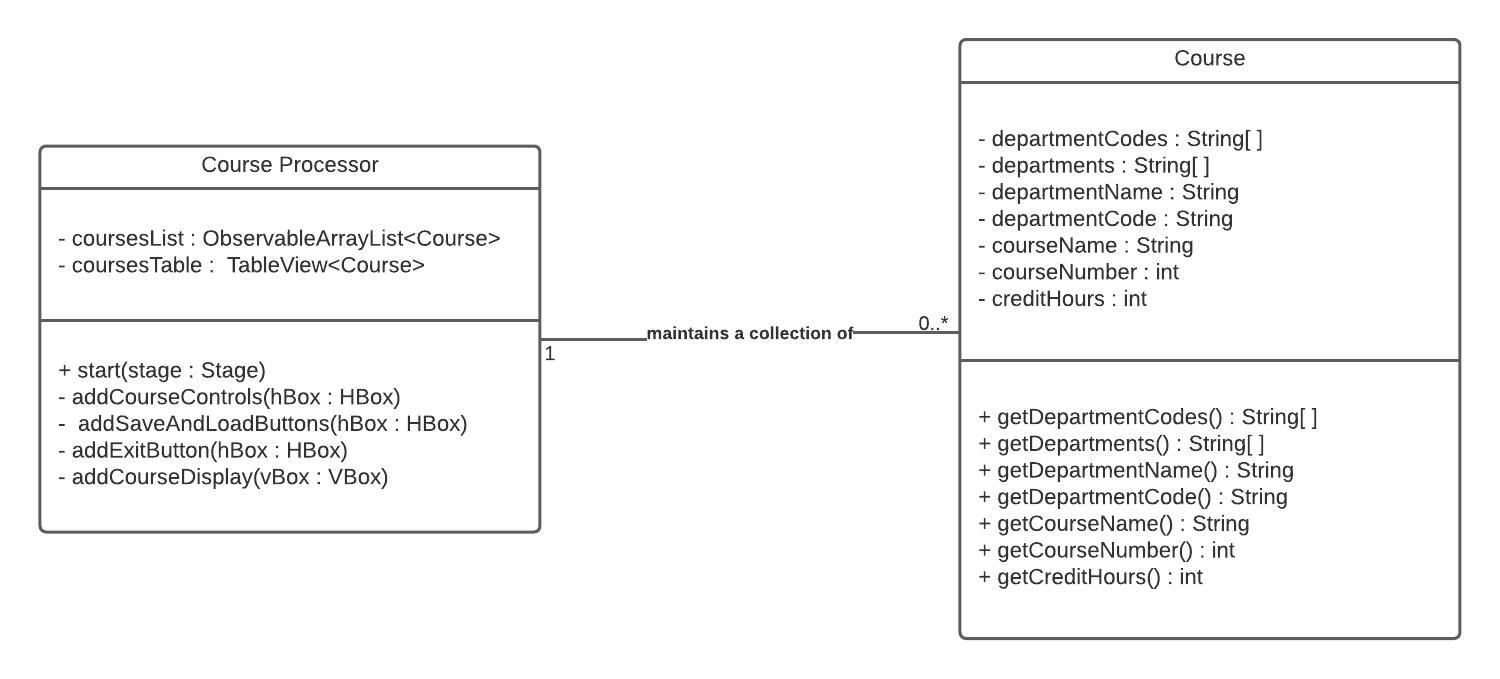 Course Processor
- coursesList : ObservableArrayList<Course>
- coursesTable :  TableView<Course>
+ start(stage : Stage)
- addCourseControls(hBox : HBox)
-  addSaveAndLoadButtons(hBox : HBox)
- addExitButton(hBox : HBox)
- addCourseDisplay(vBox : VBox)
1
maintains a collection of
0..*
Course
- departmentCodes : String[ ]
- departments : String[ ]
- departmentName : String
- departmentCode : String
- courseName : String
- courseNumber : int
- creditHours : int
+ getDepartmentCodes() : String[ ]
+ getDepartments() : String[ ]
+ getDepartmentName() : String
+ getDepartmentCode() : String
+ getCourseName() : String
+ getCourseNumber() : int
+ getCreditHours() : int